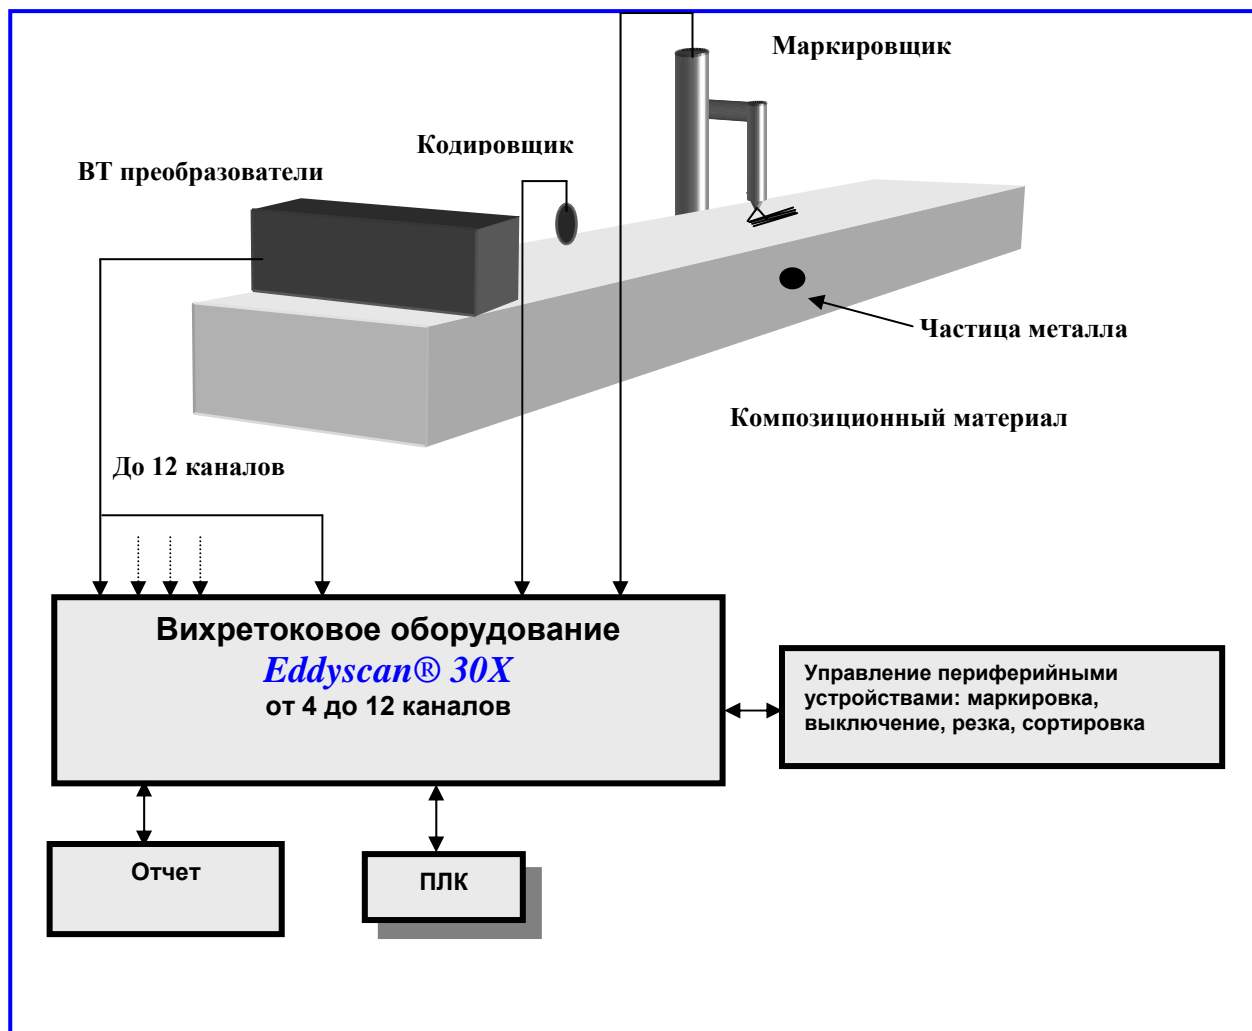 Маркировщик
Кодировщик
ВТ преобразователи
Частица металла
Композиционный материал
До 12 каналов
Вихретоковое оборудование
Eddyscan® 30X
от 4 до 12 каналов
Управление периферийными
устройствами: маркировка,
выключение, резка, сортировка
Отчет
ПЛК